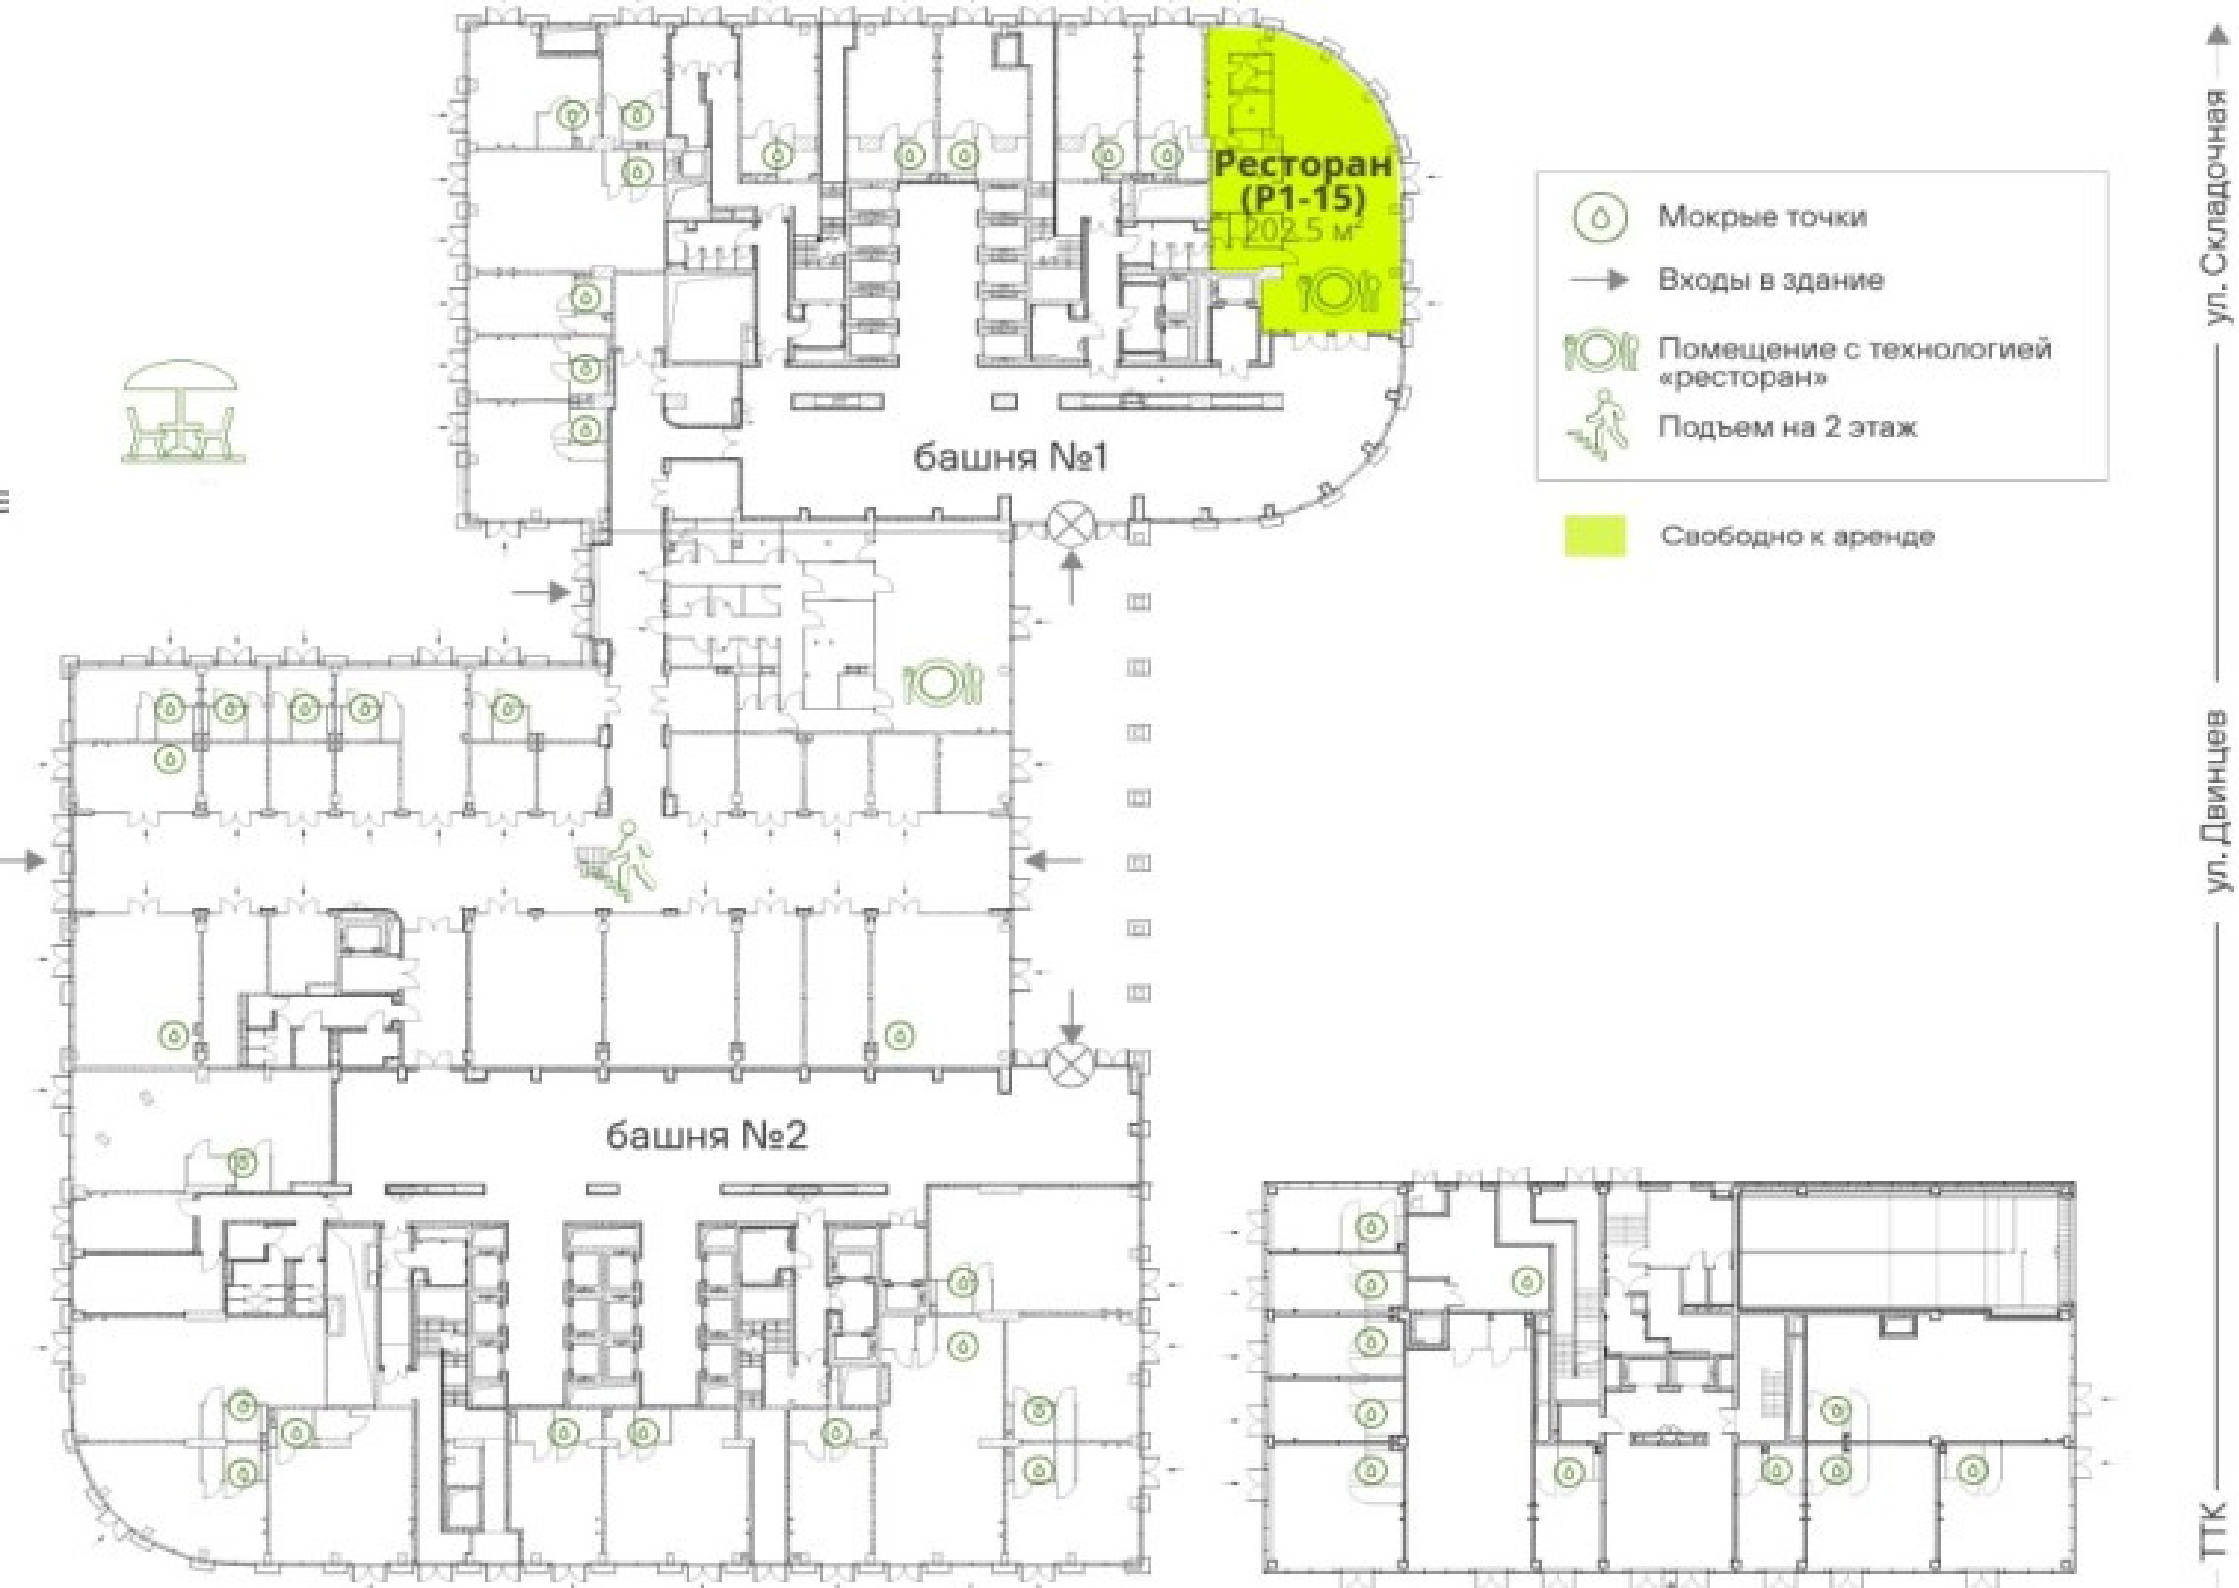 Ресторан
(Р1-15)
202.5 м²
башня №1
башня №2
Мокрые точки
Входы в здание
Помещение с технологией
«ресторан»
Подъем на 2 этаж
Свободно к аренде
ул. Складочная
ул. Двинцев
ТТК